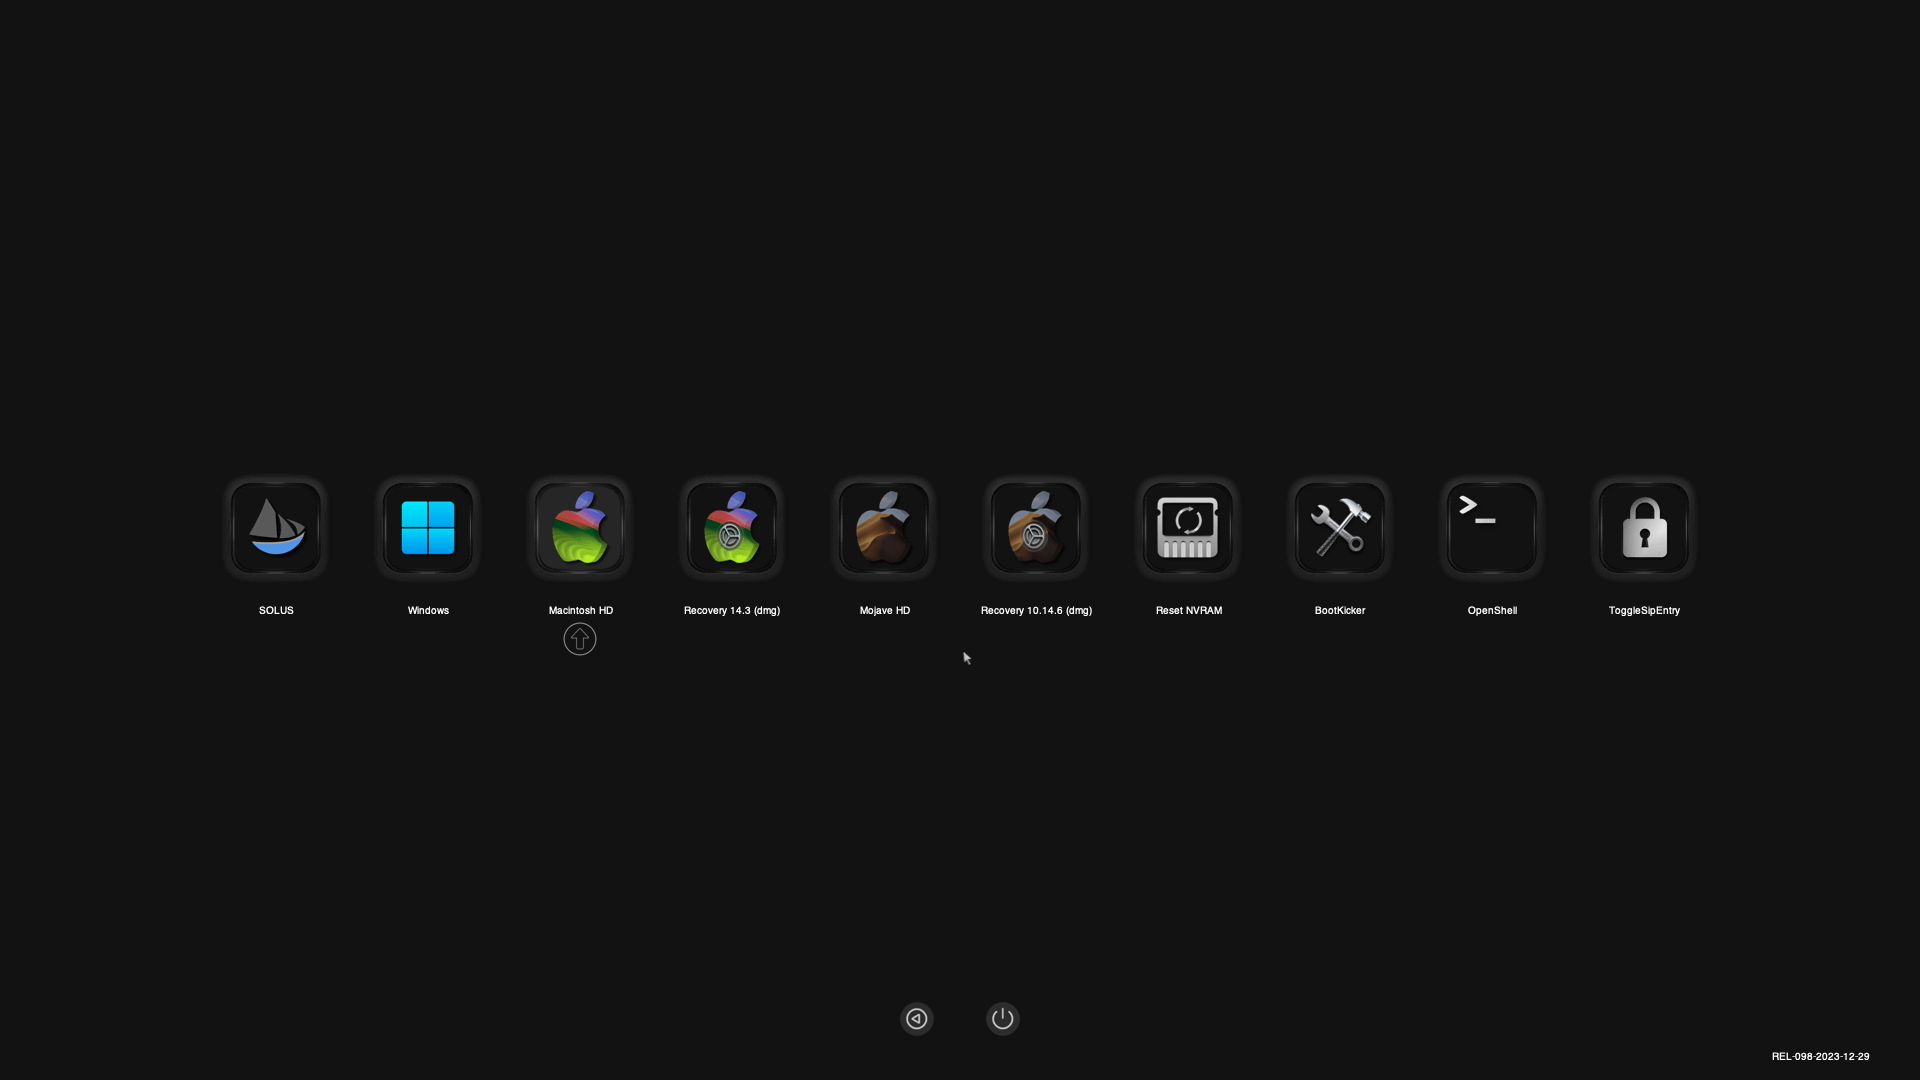 SOLUS
Windows
Macintosh HD
Recovery 14.3 (dmg)
Mojave HD
Recovery 10.14.6 (dmg)
Reset NVRAM
BootKicker
OpenShell
ToggleSipEntry
REL-098-2023-12-29